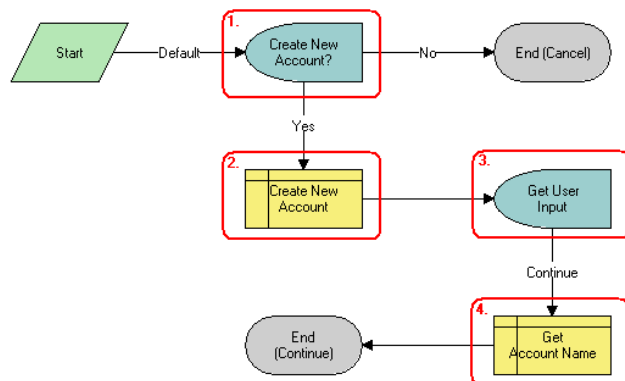 1.
Start
Default
Create New
Account?
No
End (Cancel)
Yes
2.
Create New
Account
3.
Get User
Input
Continue
4.
Get
Account Name
End
(Continue)